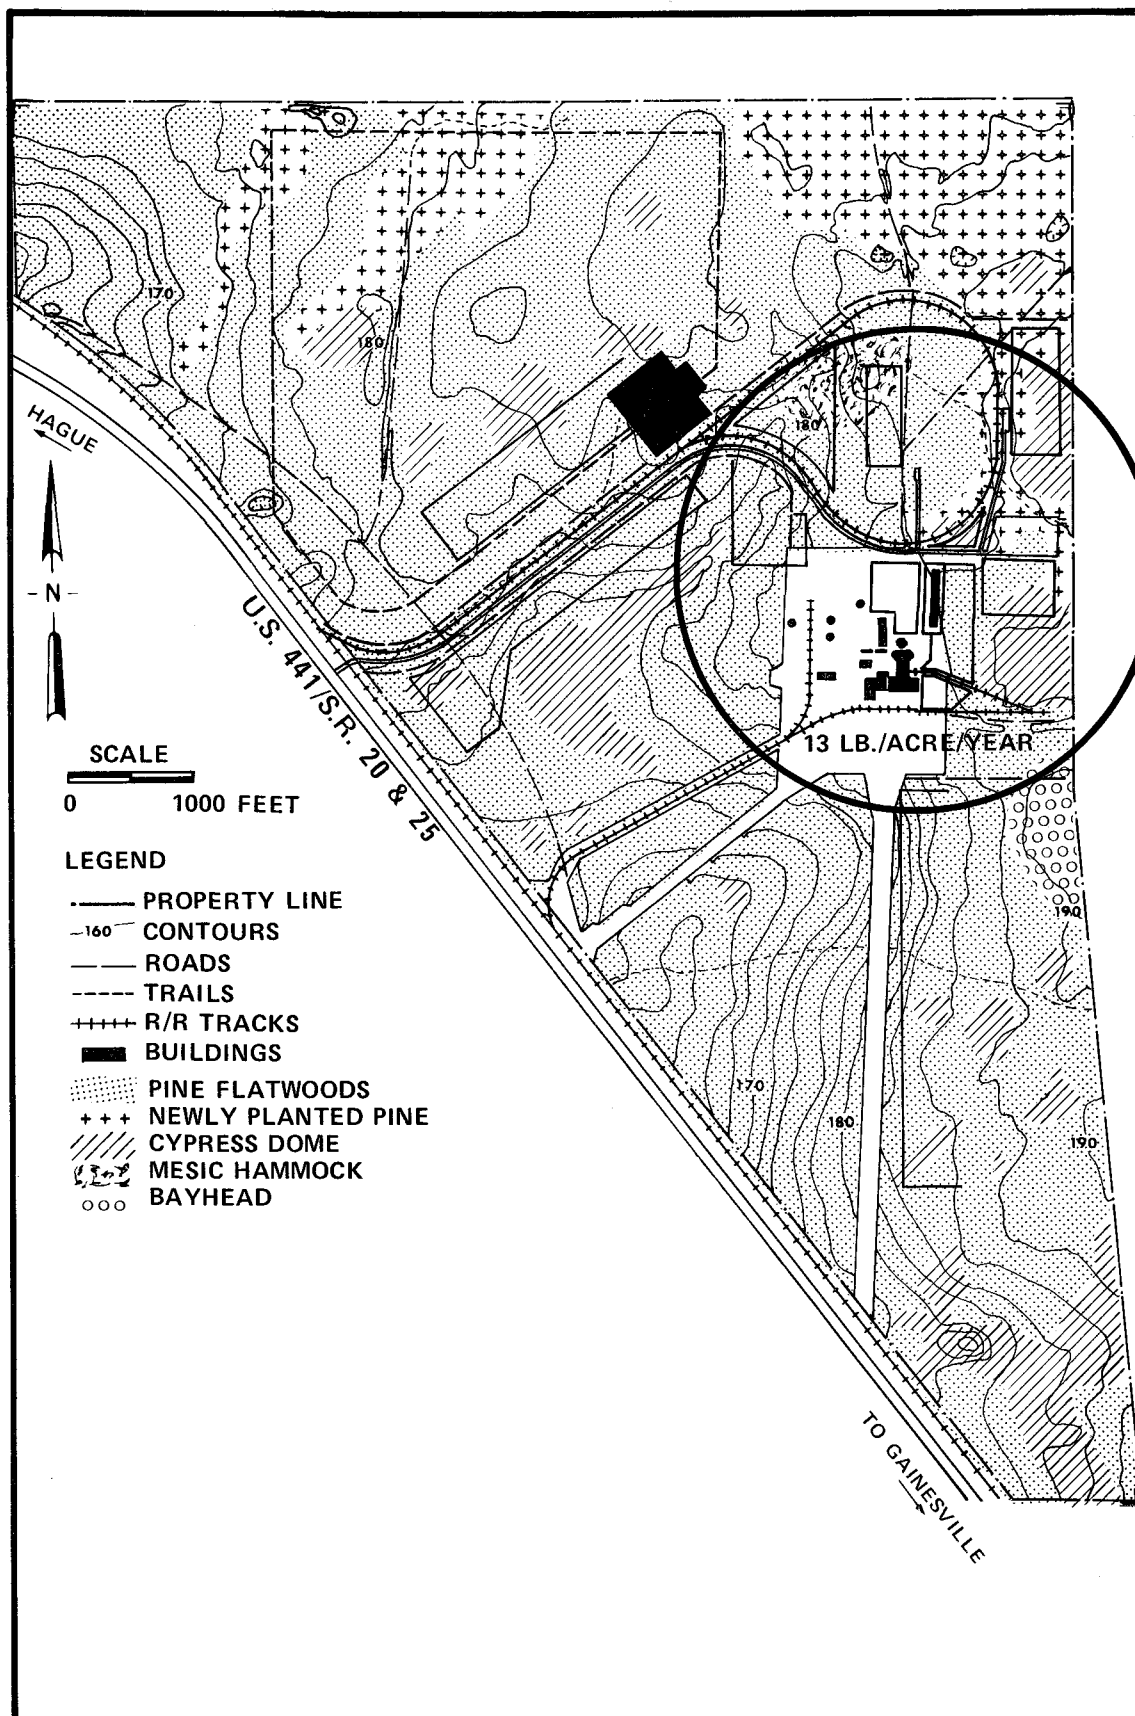 170
180
HAGUE
180
- N -
U.S. 441/S.R. 20 & 25
13 LB./ACRE/YEAR
SCALE
0 1000 FEET
LEGEND
PROPERTY LINE
160 CONTOURS
ROADS
TRAILS
R/R TRACKS
BUILDINGS
PINE FLATWOODS
NEWLY PLANTED PINE
CYPRESS DOME
MESIC HAMMOCK
BAYHEAD
190
170
180
190
TO GAINESVILLE